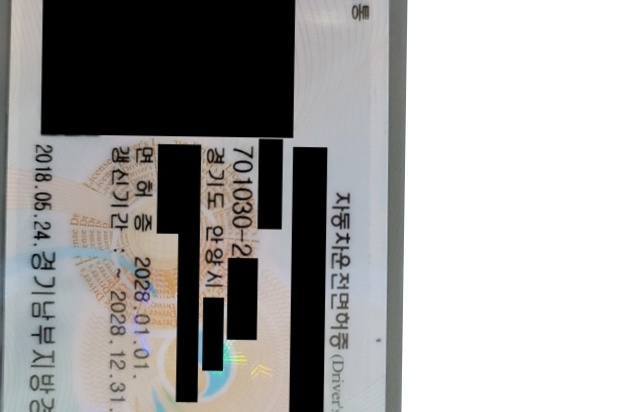 자동차운전면허증 (Driver's
701030-2
경기도 안양시
면 허 증 2028.01.01.
갱신기간 : ~ 2028.12.31.
2018.05.24. 경기남부지방경